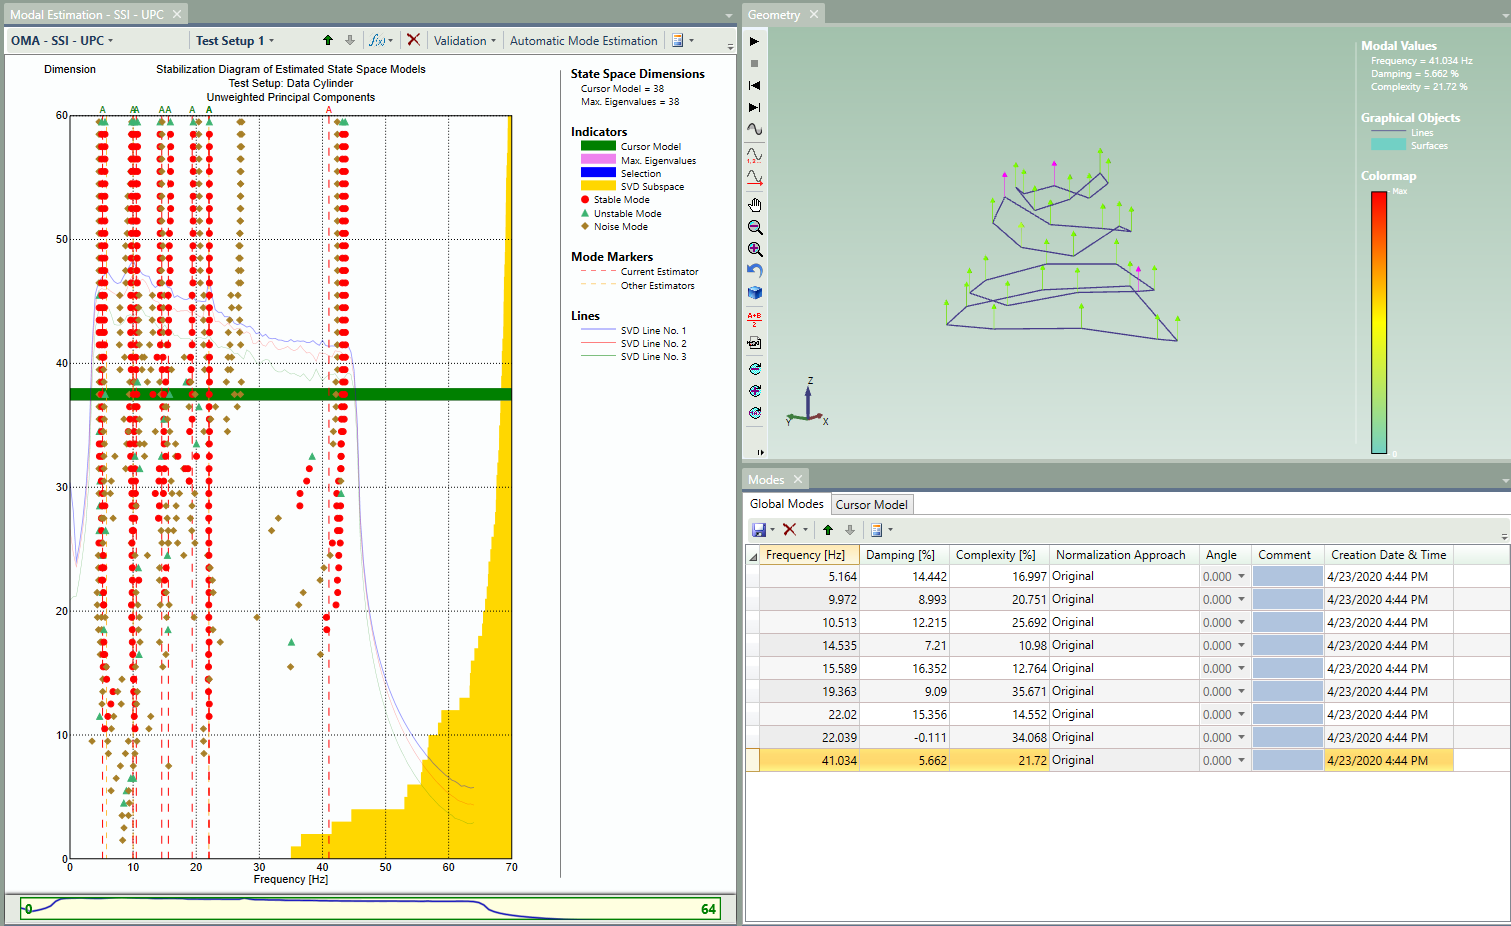 Modal Estimation - SSI - UPC
OMA - SSI - UPC
Test Setup 1
f(x)
Validation
Automatic Mode Estimation
Dimension
Stabilization Diagram of Estimated State Space Models
Test Setup: Data Cylinder
Unweighted Principal Components
A A A A A A A A
60
50
40
30
20
10
0
0 10 20 30 40 50 60 70
Frequency [Hz]
State Space Dimensions
Cursor Model = 38
Max. Eigenvalues = 38
Indicators
Cursor Model
Max. Eigenvalues
Selection
SVD Subspace
Stable Mode
Unstable Mode
Noise Mode
Mode Markers
Current Estimator
Other Estimators
Lines
SVD Line No. 1
SVD Line No. 2
SVD Line No. 3
0 64
Geometry
1, 2...
A+B
2
Z
Y
X
Modal Values
Frequency = 41.034 Hz
Damping = 5.662 %
Complexity = 21.72 %
Graphical Objects
Lines
Surfaces
Colormap
Max
0
Modes
Global Modes
Cursor Model
Frequency [Hz] Damping [%] Complexity [%] Normalization Approach Angle Comment Creation Date & Time
5.164 14.442 16.997 Original 0.000 4/23/2020 4:44 PM
9.972 8.993 20.751 Original 0.000 4/23/2020 4:44 PM
10.513 12.215 25.692 Original 0.000 4/23/2020 4:44 PM
14.535 7.21 10.98 Original 0.000 4/23/2020 4:44 PM
15.589 16.352 12.764 Original 0.000 4/23/2020 4:44 PM
19.363 9.09 35.671 Original 0.000 4/23/2020 4:44 PM
22.02 15.356 14.552 Original 0.000 4/23/2020 4:44 PM
22.039 -0.111 34.068 Original 0.000 4/23/2020 4:44 PM
41.034 5.662 21.72 Original 0.000 4/23/2020 4:44 PM